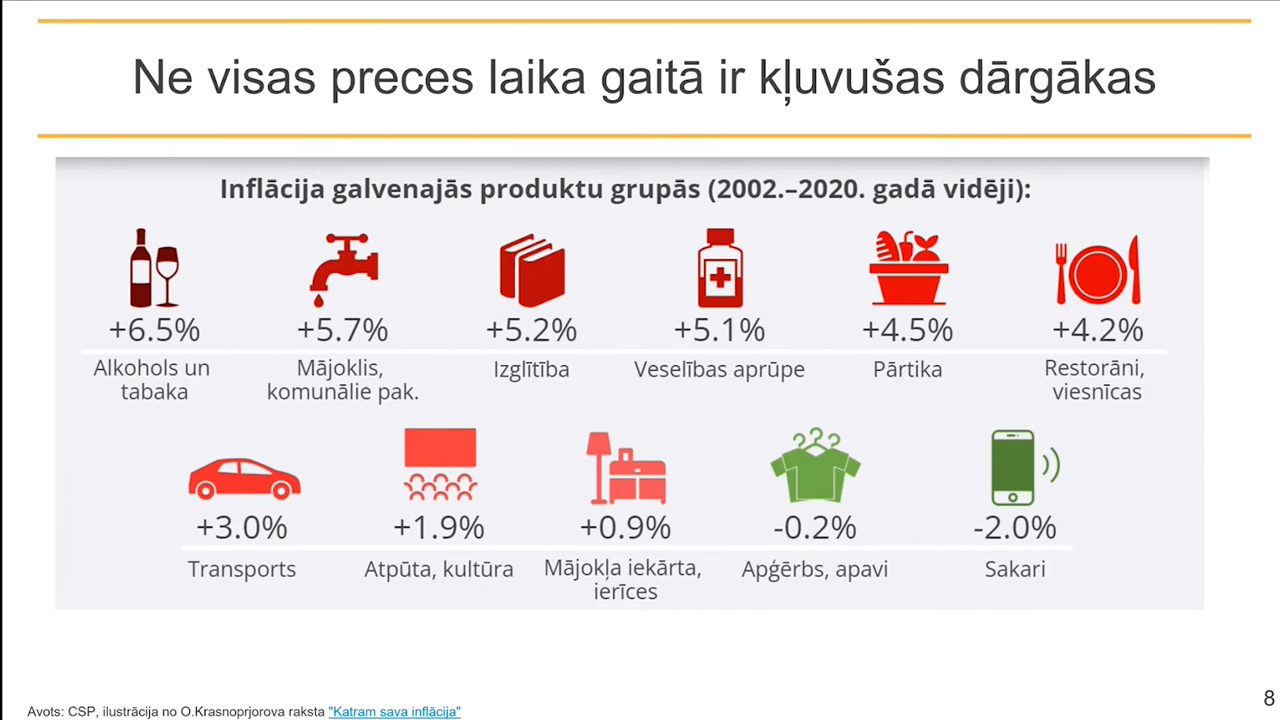 Ne visas preces laika gaitā ir kļuvušas dārgākas
Inflācija galvenajās produktu grupās (2002.–2020. gadā vidēji):
+6.5%
Alkohols un
tabaka
+5.7%
Mājoklis,
komunālie pak.
+5.2%
Izglītība
+5.1%
Veselības aprūpe
+4.5%
Pārtika
+4.2%
Restorāni,
viesnīcas
+3.0%
Transports
+1.9%
Atpūta, kultūra
+0.9%
Mājokļa iekārta,
ierīces
-0.2%
Apģērbs, apavi
-2.0%
Sakari
Avots: CSP, ilustrācija no O.Krasnoprjorova raksta "Katram sava inflācija"
8